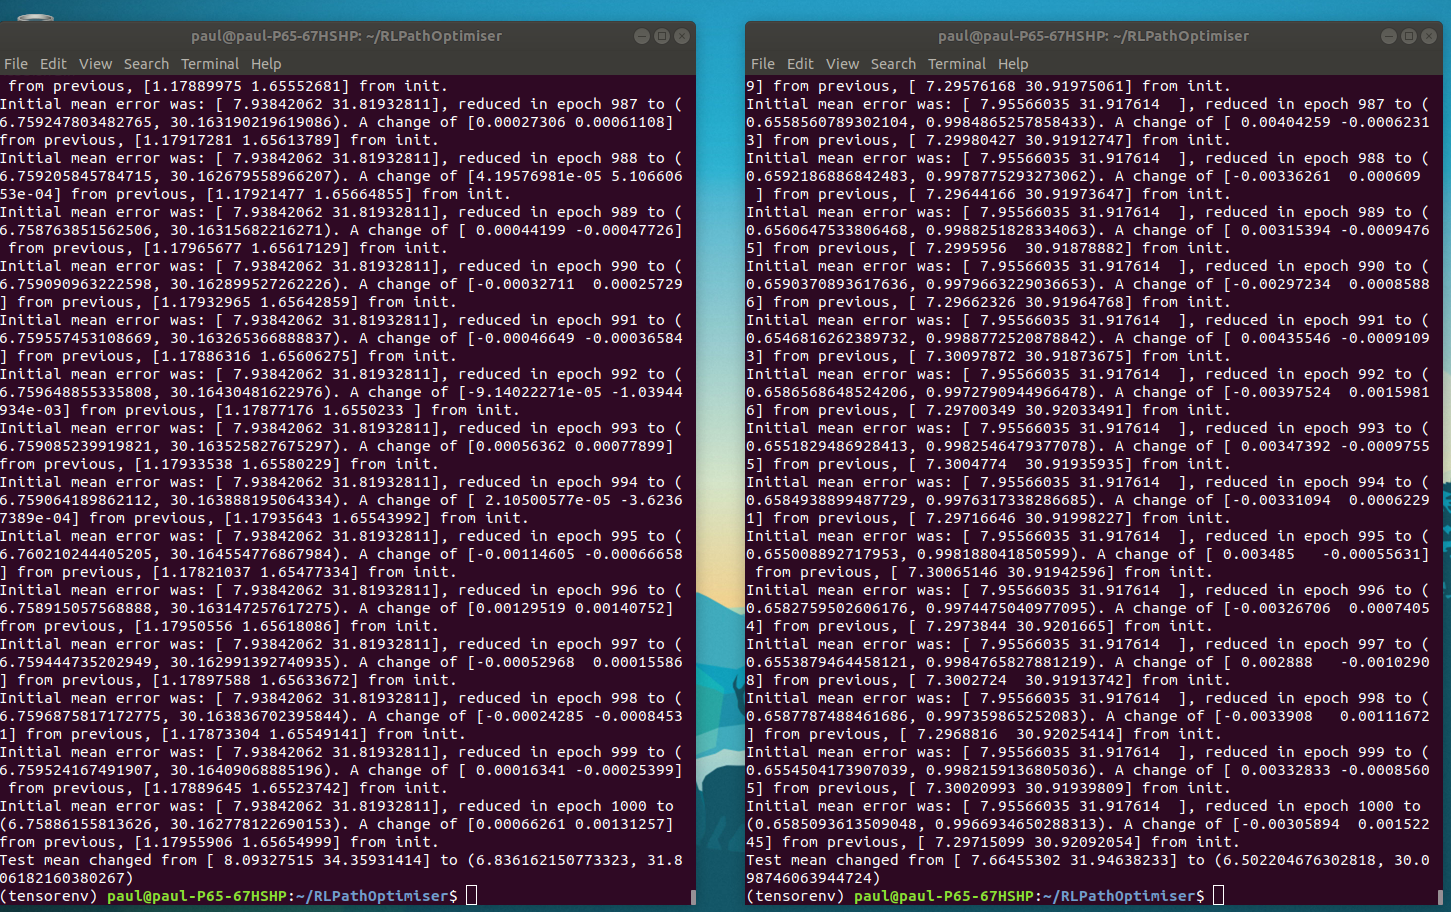 paul@paul-P65-67HSHP: ~/RLPathOptimiser
File Edit View Search Terminal Help
 from previous, [1.17889975 1.65552681] from init.
Initial mean error was: [ 7.93842062 31.81932811], reduced in epoch 987 to (
6.759247803482765, 30.163190219619086). A change of [0.00027306 0.00061108]
from previous, [1.17917281 1.65613789] from init.
Initial mean error was: [ 7.93842062 31.81932811], reduced in epoch 988 to (
6.759205845784715, 30.162679558966207). A change of [4.19576981e-05 5.106606
53e-04] from previous, [1.17921477 1.65664855] from init.
Initial mean error was: [ 7.93842062 31.81932811], reduced in epoch 989 to (
6.758763851562506, 30.16315682216271). A change of [ 0.00044199 -0.00047726]
 from previous, [1.17965677 1.65617129] from init.
Initial mean error was: [ 7.93842062 31.81932811], reduced in epoch 990 to (
6.759090963222598, 30.162899527262226). A change of [-0.00032711  0.00025729
] from previous, [1.17932965 1.65642859] from init.
Initial mean error was: [ 7.93842062 31.81932811], reduced in epoch 991 to (
6.759557453108669, 30.163265366888837). A change of [-0.00046649 -0.00036584
] from previous, [1.17886316 1.65606275] from init.
Initial mean error was: [ 7.93842062 31.81932811], reduced in epoch 992 to (
6.759648855335808, 30.16430481622976). A change of [-9.14022271e-05 -1.03944
934e-03] from previous, [1.17877176 1.6550233 ] from init.
Initial mean error was: [ 7.93842062 31.81932811], reduced in epoch 993 to (
6.759085239919821, 30.163525827675297). A change of [0.00056362 0.00077899]
from previous, [1.17933538 1.65580229] from init.
Initial mean error was: [ 7.93842062 31.81932811], reduced in epoch 994 to (
6.759064189862112, 30.163888195064334). A change of [ 2.10500577e-05 -3.6236
7389e-04] from previous, [1.17935643 1.65543992] from init.
Initial mean error was: [ 7.93842062 31.81932811], reduced in epoch 995 to (
6.760210244405205, 30.164554776867984). A change of [-0.00114605 -0.00066658
] from previous, [1.17821037 1.65477334] from init.
Initial mean error was: [ 7.93842062 31.81932811], reduced in epoch 996 to (
6.758915057568888, 30.163147257617275). A change of [0.00129519 0.00140752]
from previous, [1.17950556 1.65618086] from init.
Initial mean error was: [ 7.93842062 31.81932811], reduced in epoch 997 to (
6.759444735202949, 30.162991392740935). A change of [-0.00052968  0.00015586
] from previous, [1.17897588 1.65633672] from init.
Initial mean error was: [ 7.93842062 31.81932811], reduced in epoch 998 to (
6.7596875817172775, 30.163836702395844). A change of [-0.00024285 -0.0008453
1] from previous, [1.17873304 1.65549141] from init.
Initial mean error was: [ 7.93842062 31.81932811], reduced in epoch 999 to (
6.759524167491907, 30.16409068885196). A change of [ 0.00016341 -0.00025399]
 from previous, [1.17889645 1.65523742] from init.
Initial mean error was: [ 7.93842062 31.81932811], reduced in epoch 1000 to
(6.75886155813626, 30.162778122690153). A change of [0.00066261 0.00131257]
from previous, [1.17955906 1.65654999] from init.
Test mean changed from [ 8.09327515 34.35931414] to (6.836162150773323, 31.8
06182160380267)
(tensorenv) paul@paul-P65-67HSHP:~/RLPathOptimiser$
paul@paul-P65-67HSHP: ~/RLPathOptimiser
File Edit View Search Terminal Help
9] from previous, [ 7.29576168 30.91975061] from init.
Initial mean error was: [ 7.95566035 31.917614  ], reduced in epoch 987 to (
0.6558560789302104, 0.9984865257858433). A change of [ 0.00404259 -0.0006231
3] from previous, [ 7.29980427 30.91912747] from init.
Initial mean error was: [ 7.95566035 31.917614  ], reduced in epoch 988 to (
0.6592186886842483, 0.9978775293273062). A change of [-0.00336261  0.000609
 ] from previous, [ 7.29644166 30.91973647] from init.
Initial mean error was: [ 7.95566035 31.917614  ], reduced in epoch 989 to (
0.6560647533806468, 0.9988251828334063). A change of [ 0.00315394 -0.0009476
5] from previous, [ 7.2995956  30.91878882] from init.
Initial mean error was: [ 7.95566035 31.917614  ], reduced in epoch 990 to (
0.6590370893617636, 0.9979663229036653). A change of [-0.00297234  0.0008588
6] from previous, [ 7.29662326 30.91964768] from init.
Initial mean error was: [ 7.95566035 31.917614  ], reduced in epoch 991 to (
0.6546816262389732, 0.9988772520878842). A change of [ 0.00435546 -0.0009109
3] from previous, [ 7.30097872 30.91873675] from init.
Initial mean error was: [ 7.95566035 31.917614  ], reduced in epoch 992 to (
0.6586568648524206, 0.9972790944966478). A change of [-0.00397524  0.0015981
6] from previous, [ 7.29700349 30.92033491] from init.
Initial mean error was: [ 7.95566035 31.917614  ], reduced in epoch 993 to (
0.6551829486928413, 0.9982546479377078). A change of [ 0.00347392 -0.0009755
5] from previous, [ 7.3004774  30.91935935] from init.
Initial mean error was: [ 7.95566035 31.917614  ], reduced in epoch 994 to (
0.6584938899487729, 0.9976317338286685). A change of [-0.00331094  0.0006229
1] from previous, [ 7.29716646 30.91998227] from init.
Initial mean error was: [ 7.95566035 31.917614  ], reduced in epoch 995 to (
0.655008892717953, 0.998188041850599). A change of [ 0.003485   -0.00055631]
 from previous, [ 7.30065146 30.91942596] from init.
Initial mean error was: [ 7.95566035 31.917614  ], reduced in epoch 996 to (
0.6582759502606176, 0.9974475040977095). A change of [-0.00326706  0.0007405
4] from previous, [ 7.2973844 30.9201665] from init.
Initial mean error was: [ 7.95566035 31.917614  ], reduced in epoch 997 to (
0.6553879464458121, 0.9984765827881219). A change of [ 0.002888   -0.0010290
8] from previous, [ 7.3002724  30.91913742] from init.
Initial mean error was: [ 7.95566035 31.917614  ], reduced in epoch 998 to (
0.6587787488461686, 0.997359865252083). A change of [-0.0033908   0.00111672
] from previous, [ 7.2968816  30.92025414] from init.
Initial mean error was: [ 7.95566035 31.917614  ], reduced in epoch 999 to (
0.6554504173907039, 0.9982159136805036). A change of [ 0.00332833 -0.0008560
5] from previous, [ 7.30020993 30.91939809] from init.
Initial mean error was: [ 7.95566035 31.917614  ], reduced in epoch 1000 to
(0.6585093613509048, 0.9966934650288313). A change of [-0.00305894  0.001522
45] from previous, [ 7.29715099 30.92092054] from init.
Test mean changed from [ 7.66455302 31.94638233] to (6.502204676302818, 30.0
98746063944724)
(tensorenv) paul@paul-P65-67HSHP:~/RLPathOptimiser$